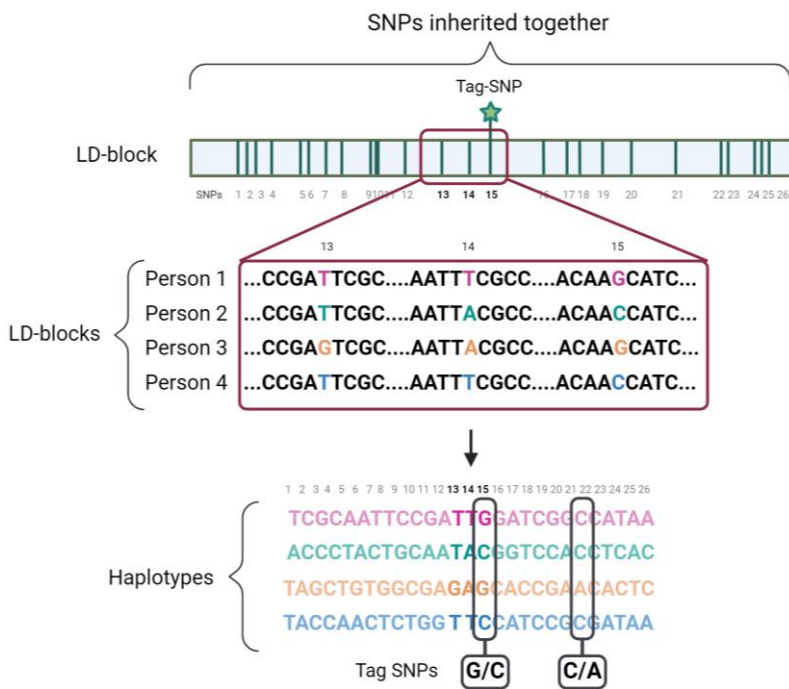 SNPs inherited together
Tag-SNP
LD-block
SNPs 1 2 3 4 5 6 7 8 9 10 11 12 13 14 15 16 17 18 19 20 21 22 23 24 25 26
13 14 15
LD-blocks
Person 1 ...CCGATTCGC....AATTTCGCC....ACAAGCATC...
Person 2 ...CCGATTCGC....AATTACGCC....ACAACCATC...
Person 3 ...CCGAGTCGC....AATTACGCC....ACAAGCATC...
Person 4 ...CCGATTCGC....AATTTCGCC....ACAACCATC...
1 2 3 4 5 6 7 8 9 10 11 12 13 14 15 16 17 18 19 20 21 22 23 24 25 26
Haplotypes
TCGCAATTCCGATTGGATCGGCCATAA
ACCCTACTGCAATACGGTCCACCTCAC
TAGCTGTGGCGAGAGCACCGAACACTC
TACCAACTCTGGTTCCATCCGCGATAA
Tag SNPs G/C C/A